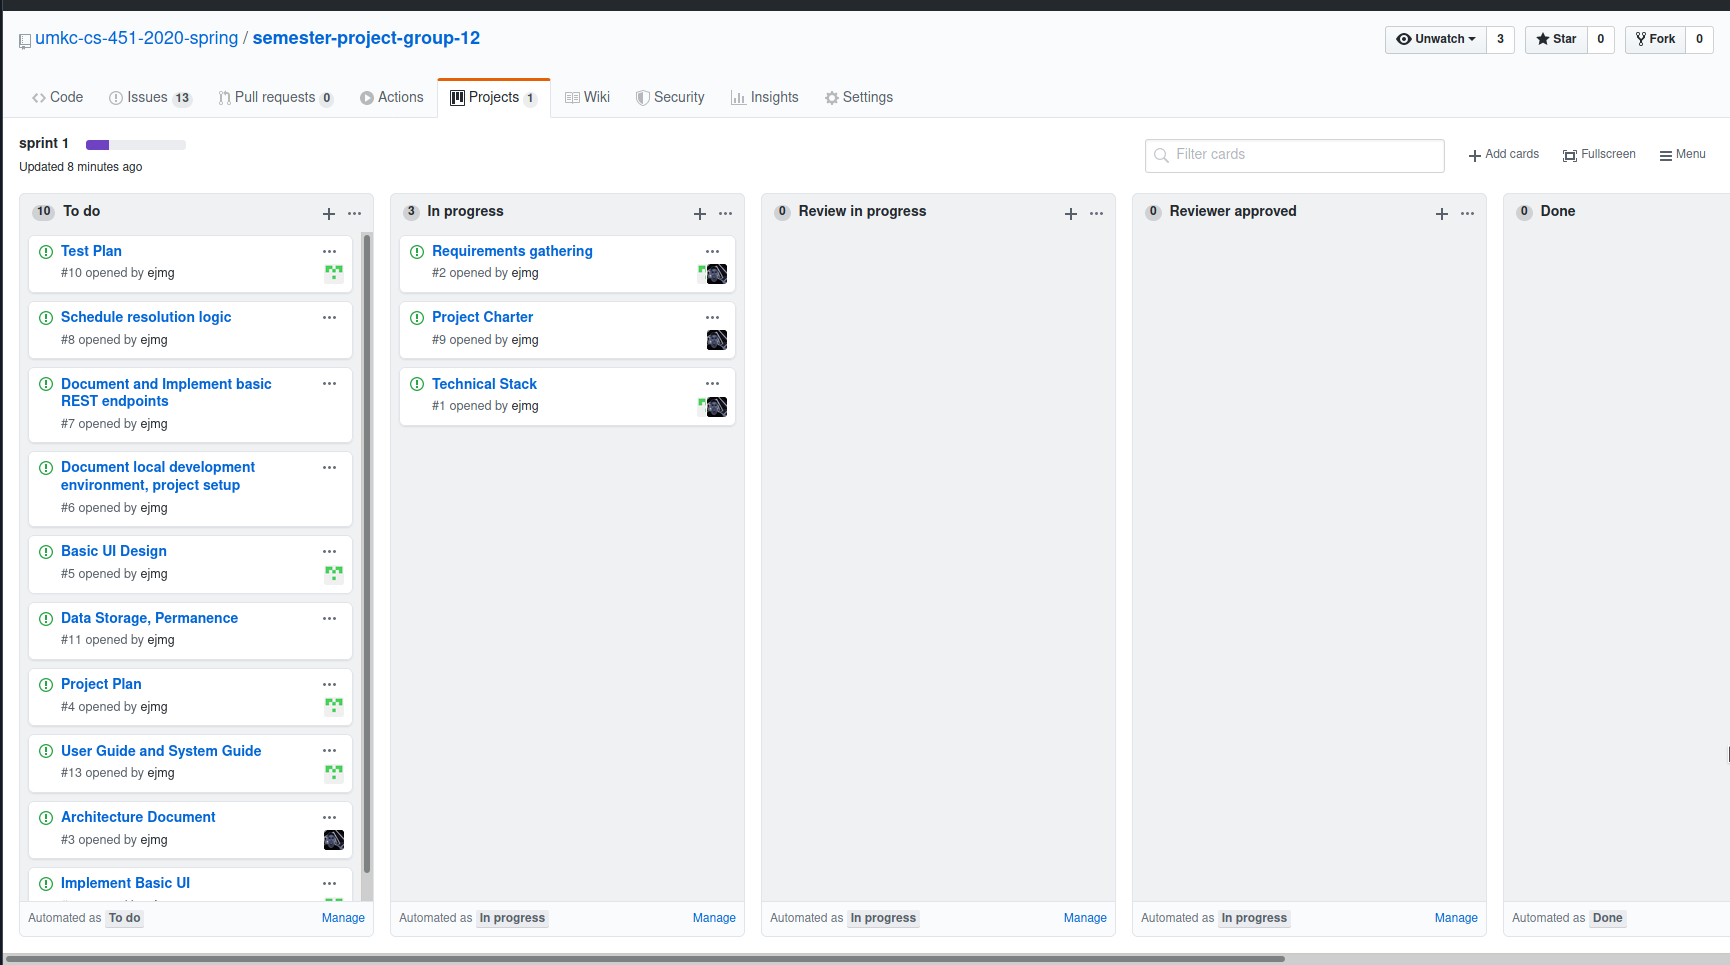 umkc-cs-451-2020-spring / semester-project-group-12
Unwatch 3 Star 0 Fork 0
Code Issues 13 Pull requests 0 Actions Projects 1 Wiki Security Insights Settings
sprint 1
Updated 8 minutes ago
Filter cards
Add cards Fullscreen Menu
10 To do
Test Plan
#10 opened by ejmg
Schedule resolution logic
#8 opened by ejmg
Document and Implement basic
REST endpoints
#7 opened by ejmg
Document local development
environment, project setup
#6 opened by ejmg
Basic UI Design
#5 opened by ejmg
Data Storage, Permanence
#11 opened by ejmg
Project Plan
#4 opened by ejmg
User Guide and System Guide
#13 opened by ejmg
Architecture Document
#3 opened by ejmg
Implement Basic UI
Automated as To do Manage
3 In progress
Requirements gathering
#2 opened by ejmg
Project Charter
#9 opened by ejmg
Technical Stack
#1 opened by ejmg
Automated as In progress Manage
0 Review in progress
Automated as In progress Manage
0 Reviewer approved
Automated as In progress Manage
0 Done
Automated as Done